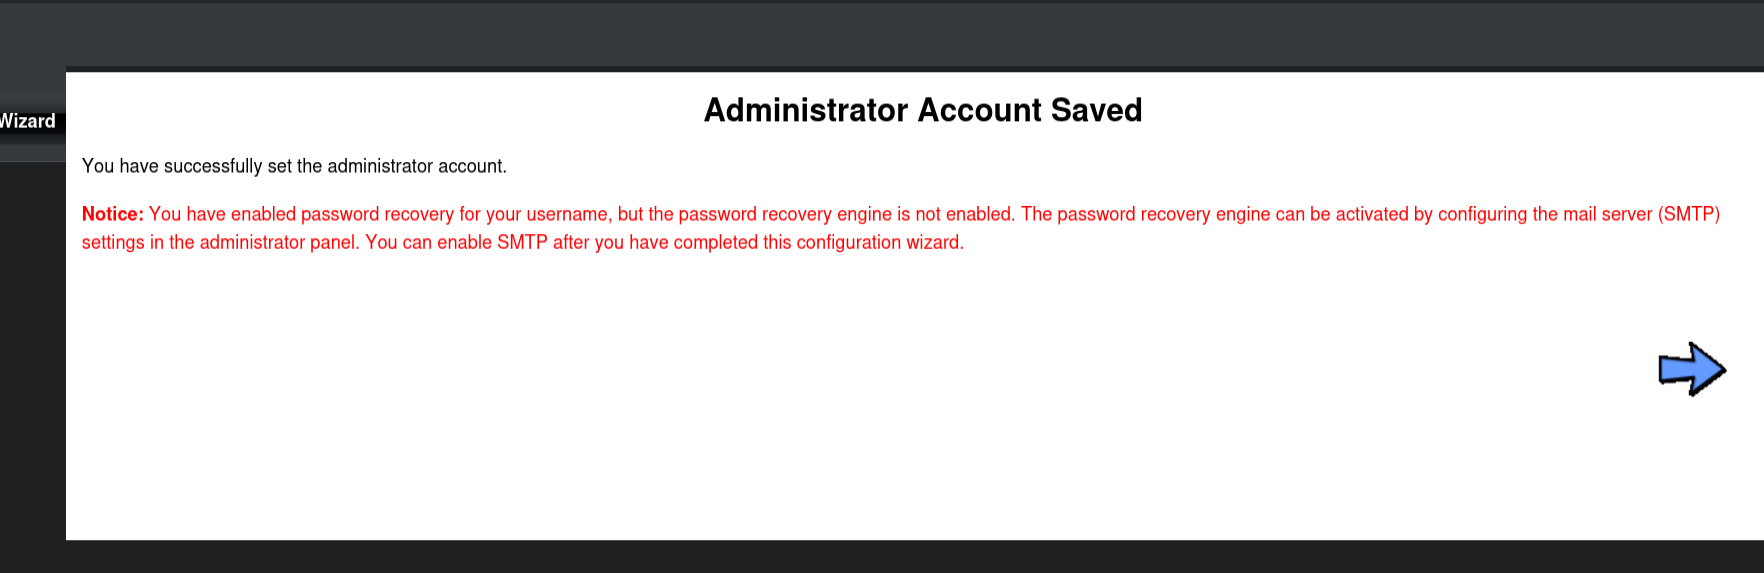 Administrator Account Saved
Wizard
You have successfully set the administrator account.
Notice: You have enabled password recovery for your username, but the password recovery engine is not enabled. The password recovery engine can be activated by configuring the mail server (SMTP)
settings in the administrator panel. You can enable SMTP after you have completed this configuration wizard.